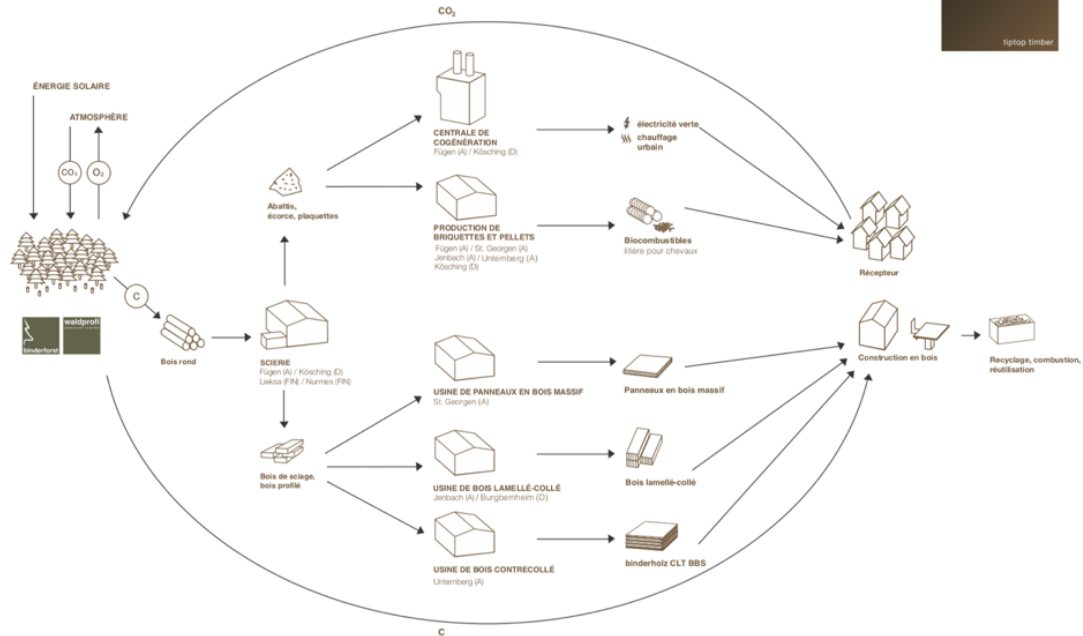 CO₂
tiptop timber
ÉNERGIE SOLAIRE
ATMOSPHÈRE
CO₂
O₂
C
binderforst
waldprofi
Bois rond
Abattis,
écorce, plaquettes
SCIERIE
Fügen (A) / Kösching (D)
Lieksa (FIN) / Nurmes (FIN)
Bois de sciage,
bois profilé
CENTRALE DE
COGÉNÉRATION
Fügen (A) / Kösching (D)
électricité verte
chauffage
urbain
PRODUCTION DE
BRIQUETTES ET PELLETS
Fügen (A) / St. Georgen (A)
Jenbach (A) / Unternberg (A)
Kösching (D)
Biocombustibles
litière pour chevaux
Récepteur
USINE DE PANNEAUX EN BOIS MASSIF
St. Georgen (A)
Panneaux en bois massif
Construction en bois
Recyclage, combustion,
réutilisation
USINE DE BOIS LAMELLÉ-COLLÉ
Jenbach (A) / Burgbernheim (D)
Bois lamellé-collé
USINE DE BOIS CONTRECOLLÉ
Unternberg (A)
binderholz CLT BBS
C